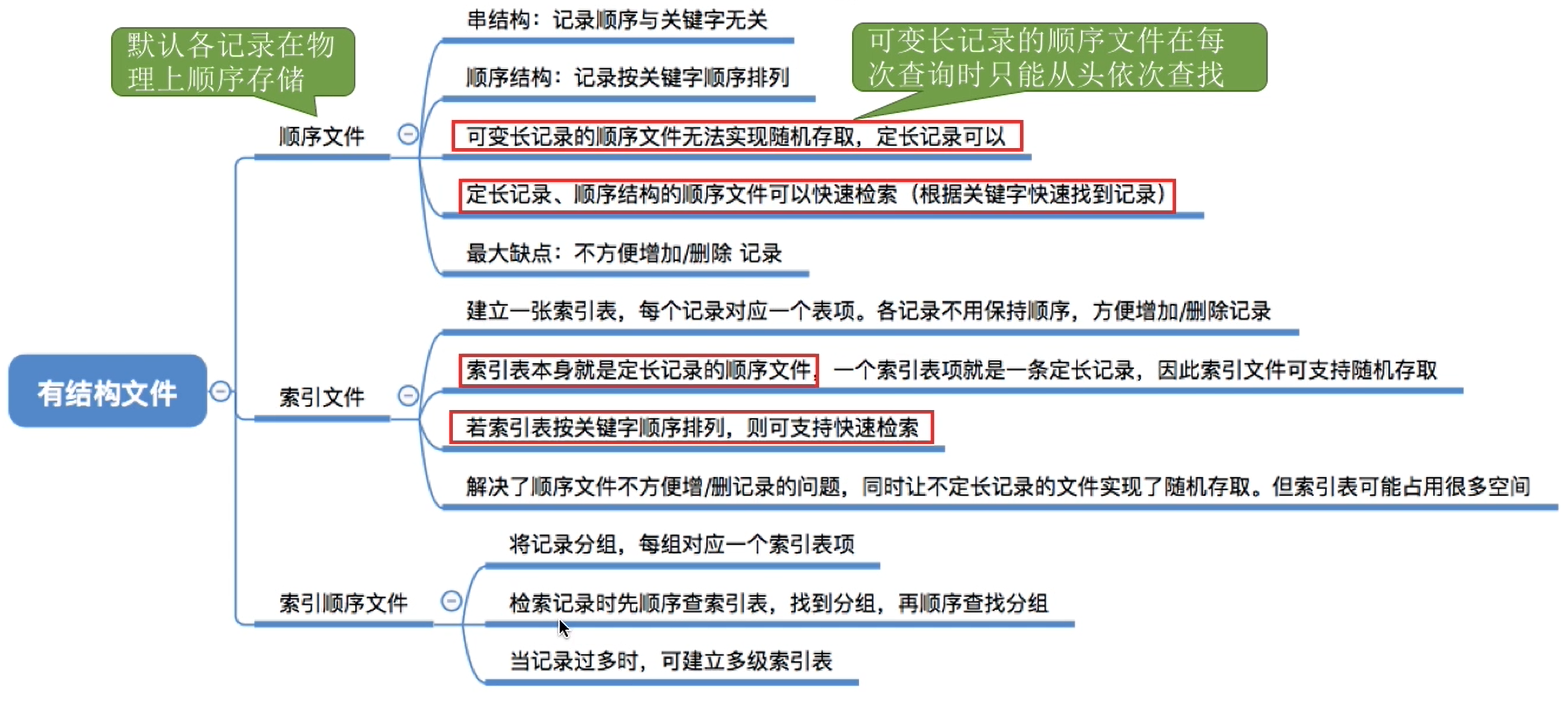 默认各记录在物
理上顺序存储
可变长记录的顺序文件在每
次查询时只能从头依次查找
有结构文件
顺序文件
串结构：记录顺序与关键字无关
顺序结构：记录按关键字顺序排列
可变长记录的顺序文件无法实现随机存取，定长记录可以
定长记录、顺序结构的顺序文件可以快速检索（根据关键字快速找到记录）
最大缺点：不方便增加/删除 记录
索引文件
建立一张索引表，每个记录对应一个表项。各记录不用保持顺序，方便增加/删除记录
索引表本身就是定长记录的顺序文件，一个索引表项就是一条定长记录，因此索引文件可支持随机存取
若索引表按关键字顺序排列，则可支持快速检索
解决了顺序文件不方便增/删记录的问题，同时让不定长记录的文件实现了随机存取。但索引表可能占用很多空间
索引顺序文件
将记录分组，每组对应一个索引表项
检索记录时先顺序查索引表，找到分组，再顺序查找分组
当记录过多时，可建立多级索引表